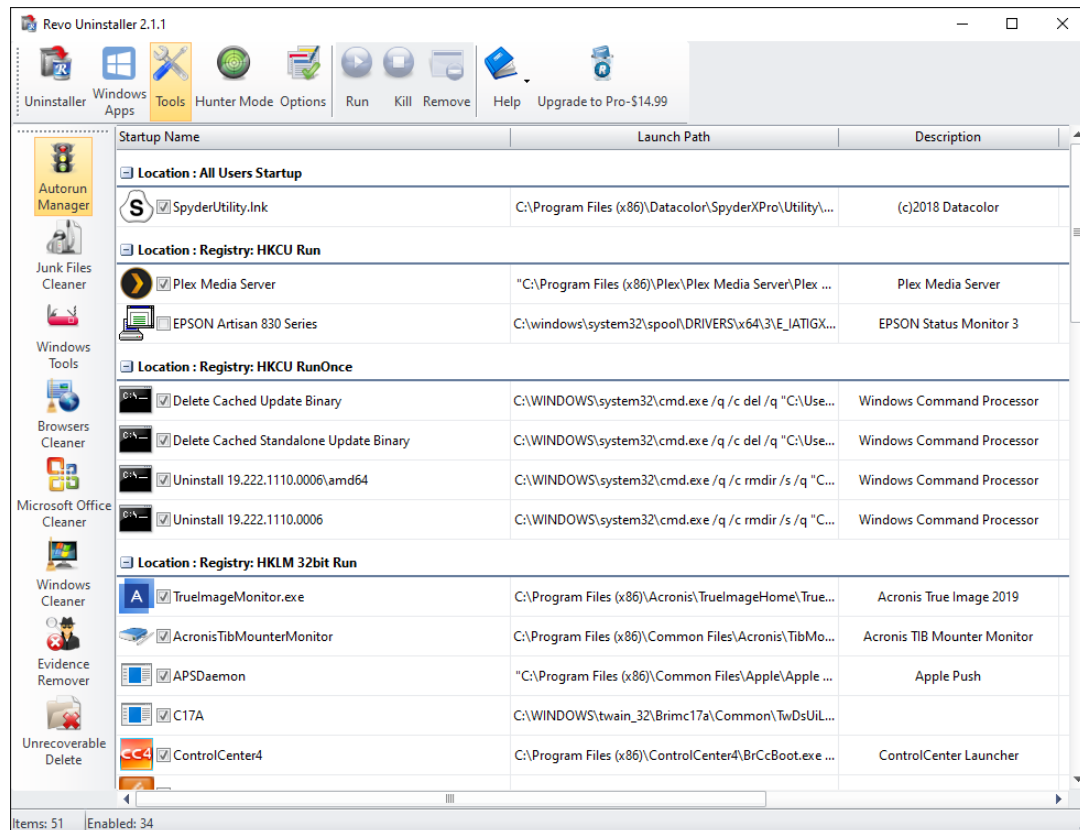 Revo Uninstaller 2.1.1
Uninstaller
Windows Apps
Tools
Hunter Mode
Options
Run
Kill
Remove
Help
Upgrade to Pro-$14.99
Autorun Manager
Junk Files Cleaner
Windows Tools
Browsers Cleaner
Microsoft Office Cleaner
Windows Cleaner
Evidence Remover
Unrecoverable Delete
Startup Name Launch Path Description
Location : All Users Startup
S SpyderUtility.lnk C:\Program Files (x86)\Datacolor\SpyderXPro\Utility\... (c)2018 Datacolor
Location : Registry: HKCU Run
Plex Media Server "C:\Program Files (x86)\Plex\Plex Media Server\Plex ... Plex Media Server
EPSON Artisan 830 Series C:\windows\system32\spool\DRIVERS\x64\3\E_IATIGX... EPSON Status Monitor 3
Location : Registry: HKCU RunOnce
Delete Cached Update Binary C:\WINDOWS\system32\cmd.exe /q /c del /q "C:\Use... Windows Command Processor
Delete Cached Standalone Update Binary C:\WINDOWS\system32\cmd.exe /q /c del /q "C:\Use... Windows Command Processor
Uninstall 19.222.1110.0006\amd64 C:\WINDOWS\system32\cmd.exe /q /c rmdir /s /q "C... Windows Command Processor
Uninstall 19.222.1110.0006 C:\WINDOWS\system32\cmd.exe /q /c rmdir /s /q "C... Windows Command Processor
Location : Registry: HKLM 32bit Run
A TrueImageMonitor.exe C:\Program Files (x86)\Acronis\TrueImageHome\True... Acronis True Image 2019
AcronisTibMounterMonitor C:\Program Files (x86)\Common Files\Acronis\TibMo... Acronis TIB Mounter Monitor
APSDaemon "C:\Program Files (x86)\Common Files\Apple\Apple ... Apple Push
C17A C:\WINDOWS\twain_32\Brimc17a\Common\TwDsUiL...
CC4 ControlCenter4 C:\Program Files (x86)\ControlCenter4\BrCcBoot.exe ... ControlCenter Launcher
Items: 51 Enabled: 34